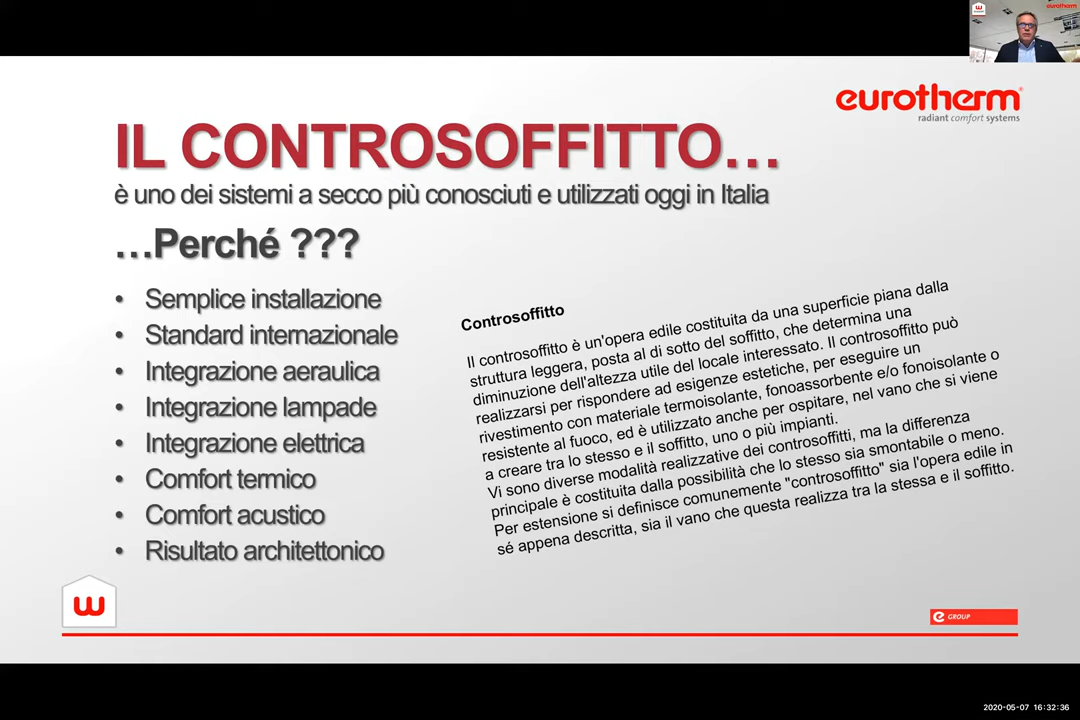 eurotherm
eurotherm®
radiant comfort systems
IL CONTROSOFFITTO…
è uno dei sistemi a secco più conosciuti e utilizzati oggi in Italia
…Perché ???
• Semplice installazione
• Standard internazionale
• Integrazione aeraulica
• Integrazione lampade
• Integrazione elettrica
• Comfort termico
• Comfort acustico
• Risultato architettonico
Controsoffitto
Il controsoffitto è un'opera edile costituita da una superficie piana dalla
struttura leggera, posta al di sotto del soffitto, che determina una
diminuzione dell'altezza utile del locale interessato. Il controsoffitto può
realizzarsi per rispondere ad esigenze estetiche, per eseguire un
rivestimento con materiale termoisolante, fonoassorbente e/o fonoisolante o
resistente al fuoco, ed è utilizzato anche per ospitare, nel vano che si viene
a creare tra lo stesso e il soffitto, uno o più impianti.
Vi sono diverse modalità realizzative dei controsoffitti, ma la differenza
principale è costituita dalla possibilità che lo stesso sia smontabile o meno.
Per estensione si definisce comunemente "controsoffitto" sia l'opera edile in
sé appena descritta, sia il vano che questa realizza tra la stessa e il soffitto.
w
e GROUP
2020-05-07 16:32:36